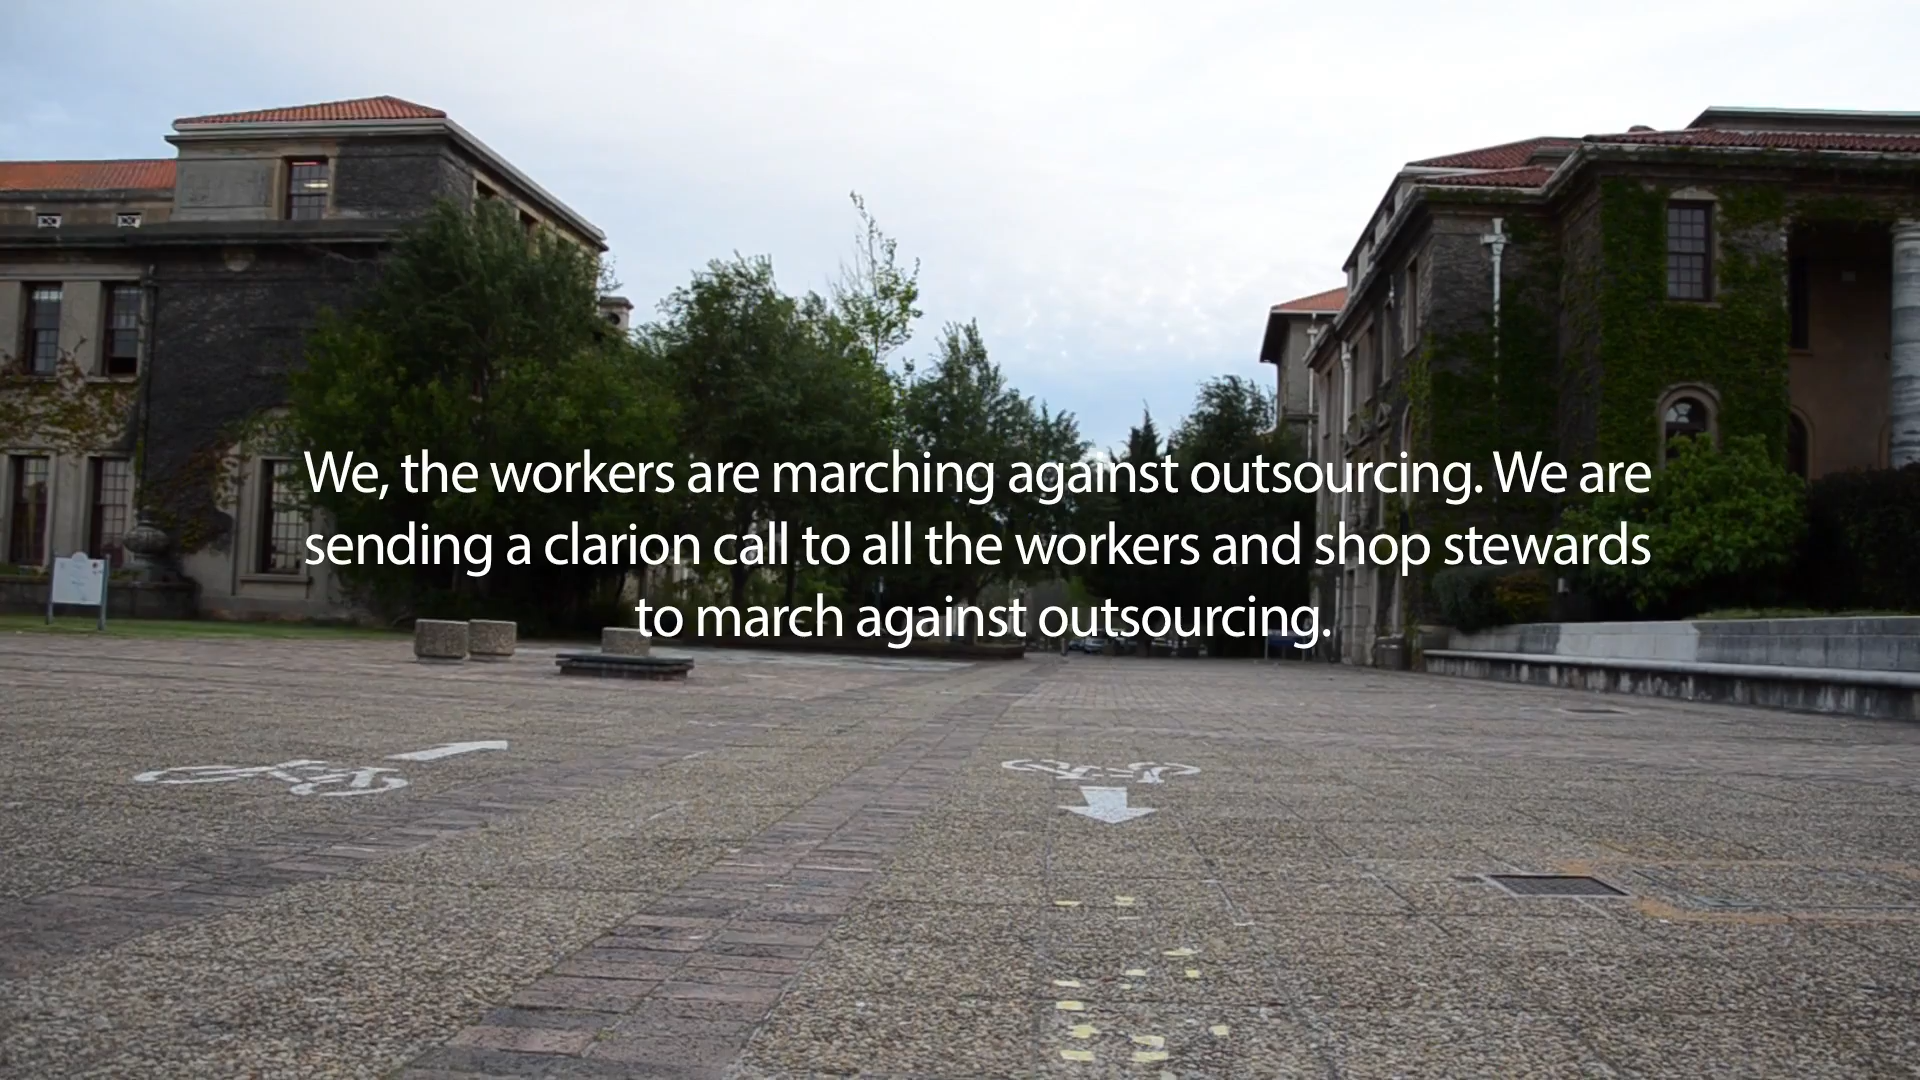 We, the workers are marching against outsourcing. We are
sending a clarion call to all the workers and shop stewards
to march against outsourcing.